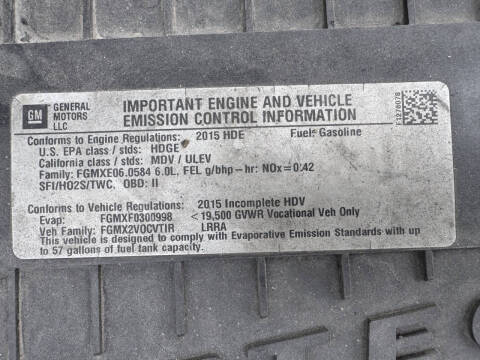 GM GENERAL MOTORS LLC
IMPORTANT ENGINE AND VEHICLE
EMISSION CONTROL INFORMATION
Conforms to Engine Regulations: 2015 HDE Fuel: Gasoline
U.S. EPA class / stds: HDGE
California class / stds: MDV / ULEV
Family: FGMXE06.0584 6.0L, FEL g/bhp-hr: NOx=0.42
SFI/HO2S/TWC, OBD: II
Conforms to Vehicle Regulations: 2015 Incomplete HDV
Evap: FGMXF0300998 < 19,500 GVWR Vocational Veh Only
Veh Family: FGMX2VOCVTIR LRRA
This vehicle is designed to comply with Evaporative Emission Standards with up
to 57 gallons of fuel tank capacity.
F1278078
TEC